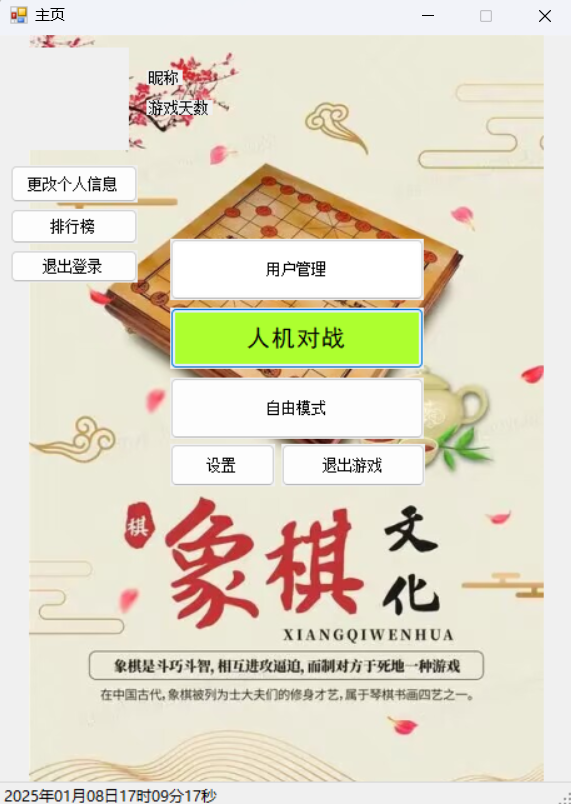 主页
昵称
游戏天数
更改个人信息
排行榜
退出登录
用户管理
人机对战
自由模式
设置 退出游戏
棋
象棋 文化
XIANGQIWENHUA
象棋是斗巧斗智,相互进攻逼迫,而制对方于死地一种游戏
在中国古代,象棋被列为士大夫们的修身才艺,属于琴棋书画四艺之一。
2025年01月08日17时09分17秒